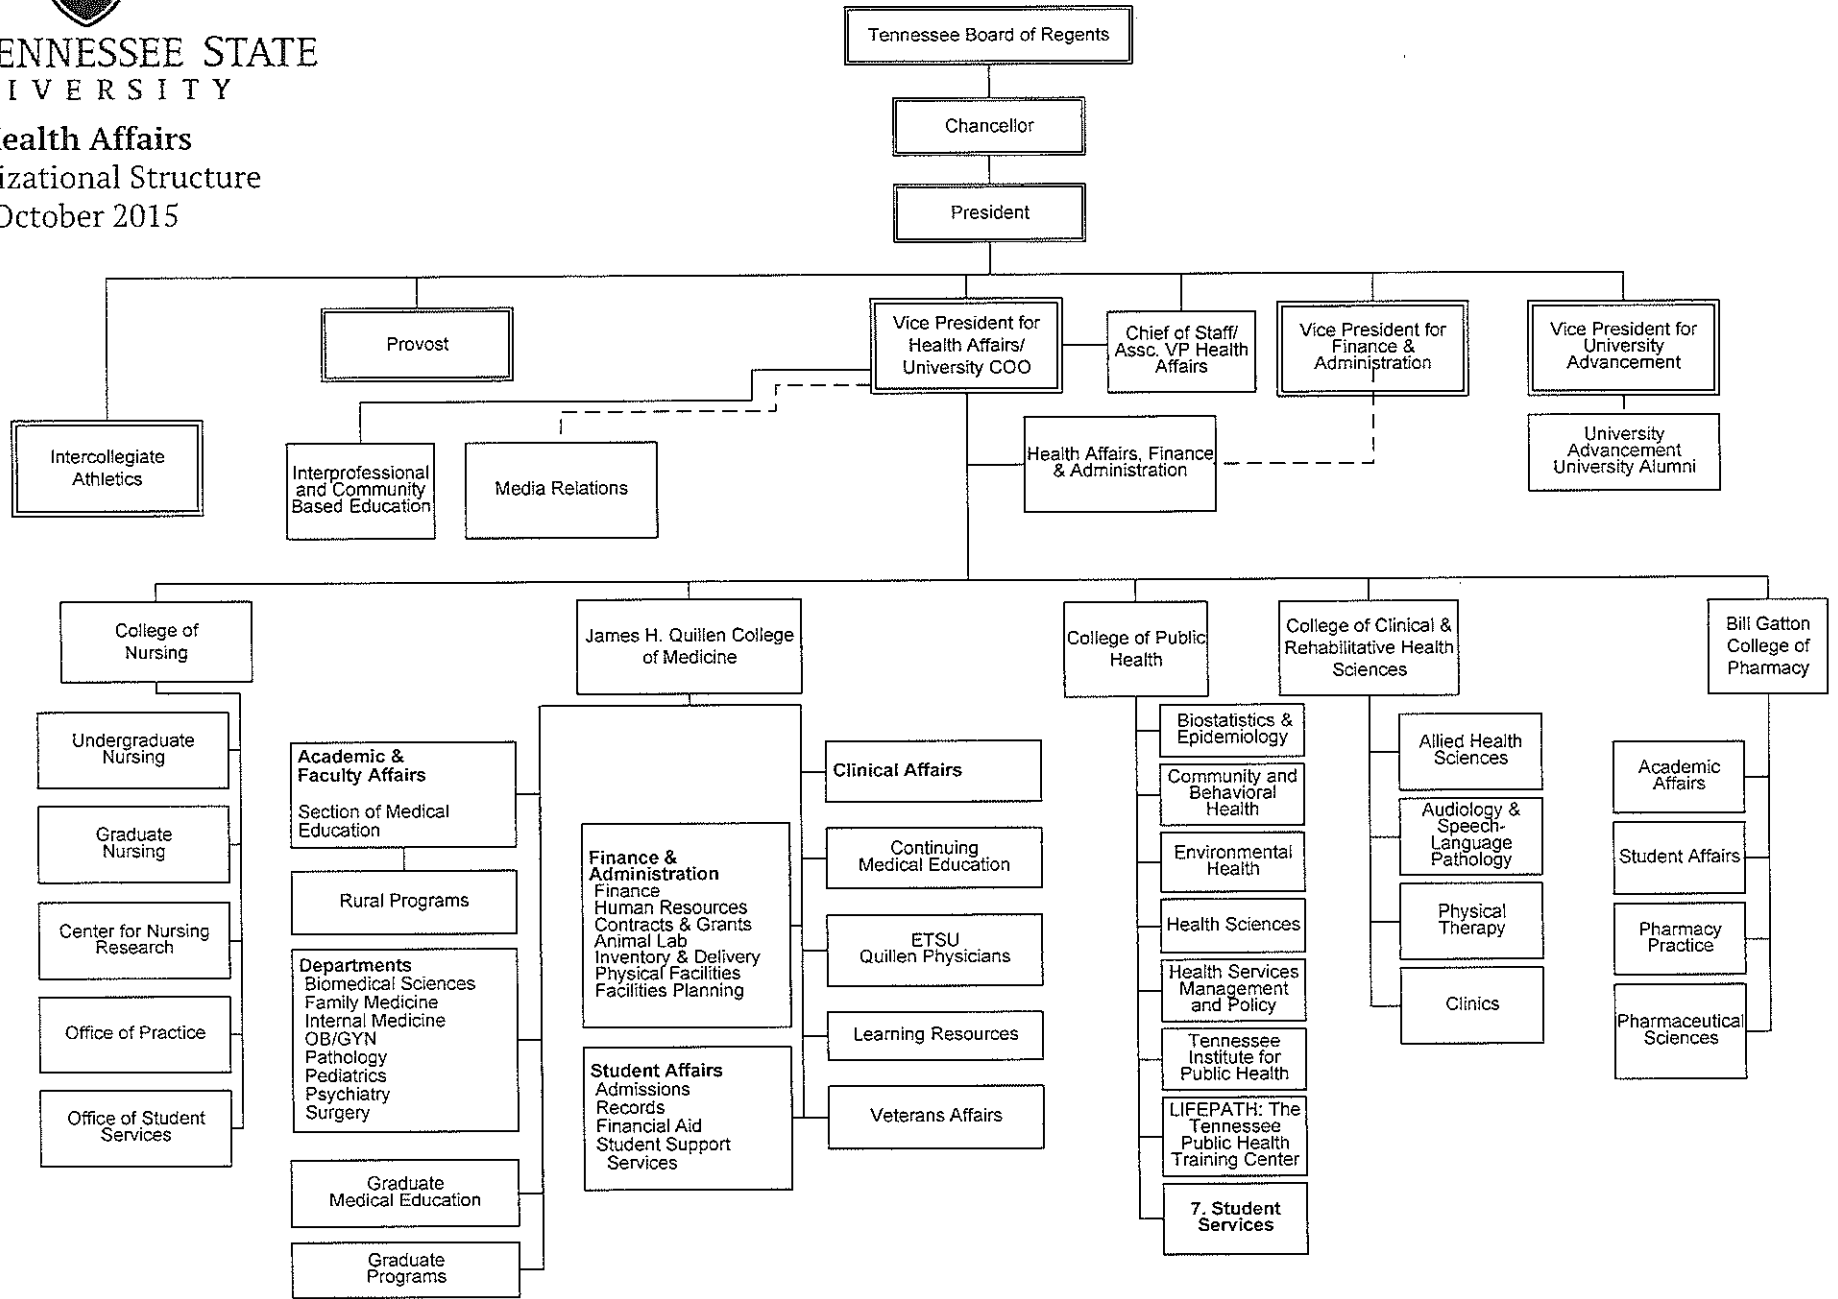 ENNESSEE STATE
IVERSITY
ealth Affairs
izational Structure
October 2015
Tennessee Board of Regents
Chancellor
President
Provost
Vice President for
Health Affairs/
University COO
Chief of Staff/
Assc. VP Health
Affairs
Vice President for
Finance &
Administration
Vice President for
University
Advancement
Intercollegiate
Athletics
Interprofessional
and Community
Based Education
Media Relations
Health Affairs, Finance
& Administration
University
Advancement
University Alumni
College of
Nursing
James H. Quillen College
of Medicine
College of Public
Health
College of Clinical &
Rehabilitative Health
Sciences
Bill Gatton
College of
Pharmacy
Undergraduate
Nursing
Graduate
Nursing
Center for Nursing
Research
Office of Practice
Office of Student
Services
Academic &
Faculty Affairs
Section of Medical
Education
Rural Programs
Departments
Biomedical Sciences
Family Medicine
Internal Medicine
OB/GYN
Pathology
Pediatrics
Psychiatry
Surgery
Graduate
Medical Education
Graduate
Programs
Finance &
Administration
Finance
Human Resources
Contracts & Grants
Animal Lab
Inventory & Delivery
Physical Facilities
Facilities Planning
Student Affairs
Admissions
Records
Financial Aid
Student Support
Services
Clinical Affairs
Continuing
Medical Education
ETSU
Quillen Physicians
Learning Resources
Veterans Affairs
Biostatistics &
Epidemiology
Community and
Behavioral
Health
Environmental
Health
Health Sciences
Health Services
Management
and Policy
Tennessee
Institute for
Public Health
LIFEPATH: The
Tennessee
Public Health
Training Center
7. Student
Services
Allied Health
Sciences
Audiology &
Speech-
Language
Pathology
Physical
Therapy
Clinics
Academic
Affairs
Student Affairs
Pharmacy
Practice
Pharmaceutical
Sciences